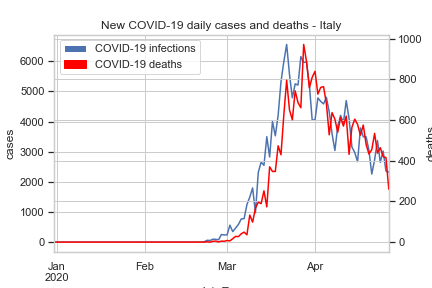 New COVID-19 daily cases and deaths - Italy
COVID-19 infections
COVID-19 deaths
cases
6000
5000
4000
3000
2000
1000
0
1000
800
600
400
200
0
deaths
Jan
2020
Feb
Mar
Apr